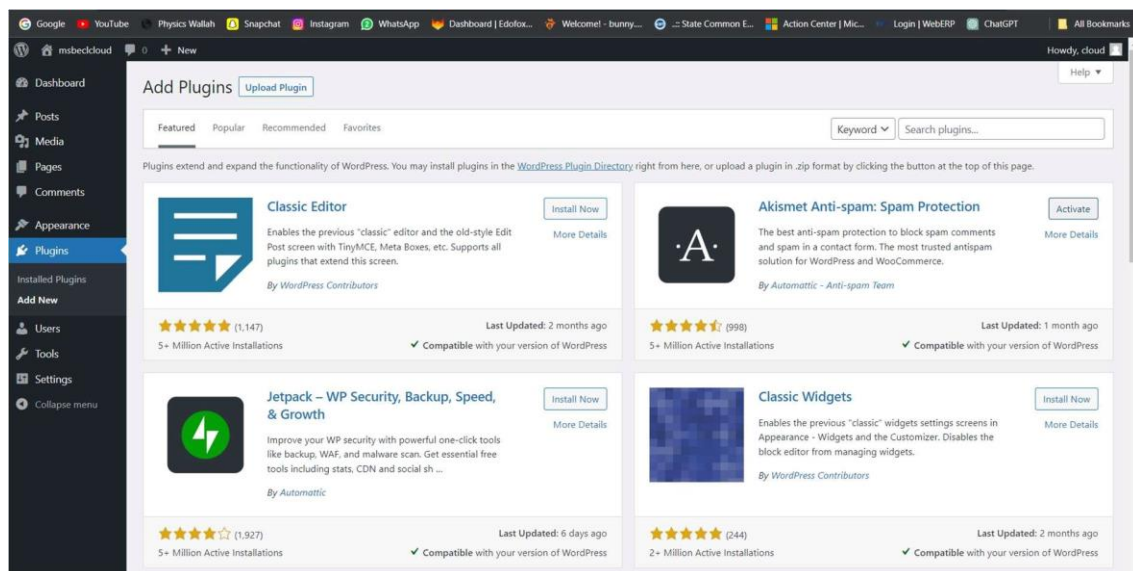 Google YouTube Physics Wallah Snapchat Instagram WhatsApp Dashboard | Edofox... Welcome! - bunny.... ..:: State Common E... Action Center | Mic... Login | WebERP ChatGPT All Bookmarks
msbeclcloud 0 + New Howdy, cloud
Help ▼
Dashboard
Posts
Media
Pages
Comments
Appearance
Plugins
Installed Plugins
Add New
Users
Tools
Settings
Collapse menu
Add Plugins Upload Plugin
Featured Popular Recommended Favorites Keyword Search plugins...
Plugins extend and expand the functionality of WordPress. You may install plugins in the WordPress Plugin Directory right from here, or upload a plugin in .zip format by clicking the button at the top of this page.
Classic Editor
Install Now
More Details
Enables the previous "classic" editor and the old-style Edit
Post screen with TinyMCE, Meta Boxes, etc. Supports all
plugins that extend this screen.
By WordPress Contributors
(1,147) Last Updated: 2 months ago
5+ Million Active Installations ✔ Compatible with your version of WordPress
·A·
Akismet Anti-spam: Spam Protection
Activate
More Details
The best anti-spam protection to block spam comments
and spam in a contact form. The most trusted antispam
solution for WordPress and WooCommerce.
By Automattic - Anti-spam Team
(998) Last Updated: 1 month ago
5+ Million Active Installations ✔ Compatible with your version of WordPress
Jetpack – WP Security, Backup, Speed,
& Growth
Install Now
More Details
Improve your WP security with powerful one-click tools
like backup, WAF, and malware scan. Get essential free
tools including stats, CDN and social sh ...
By Automattic
(1,927) Last Updated: 6 days ago
5+ Million Active Installations ✔ Compatible with your version of WordPress
Classic Widgets
Install Now
More Details
Enables the previous "classic" widgets settings screens in
Appearance - Widgets and the Customizer. Disables the
block editor from managing widgets.
By WordPress Contributors
(244) Last Updated: 2 months ago
2+ Million Active Installations ✔ Compatible with your version of WordPress